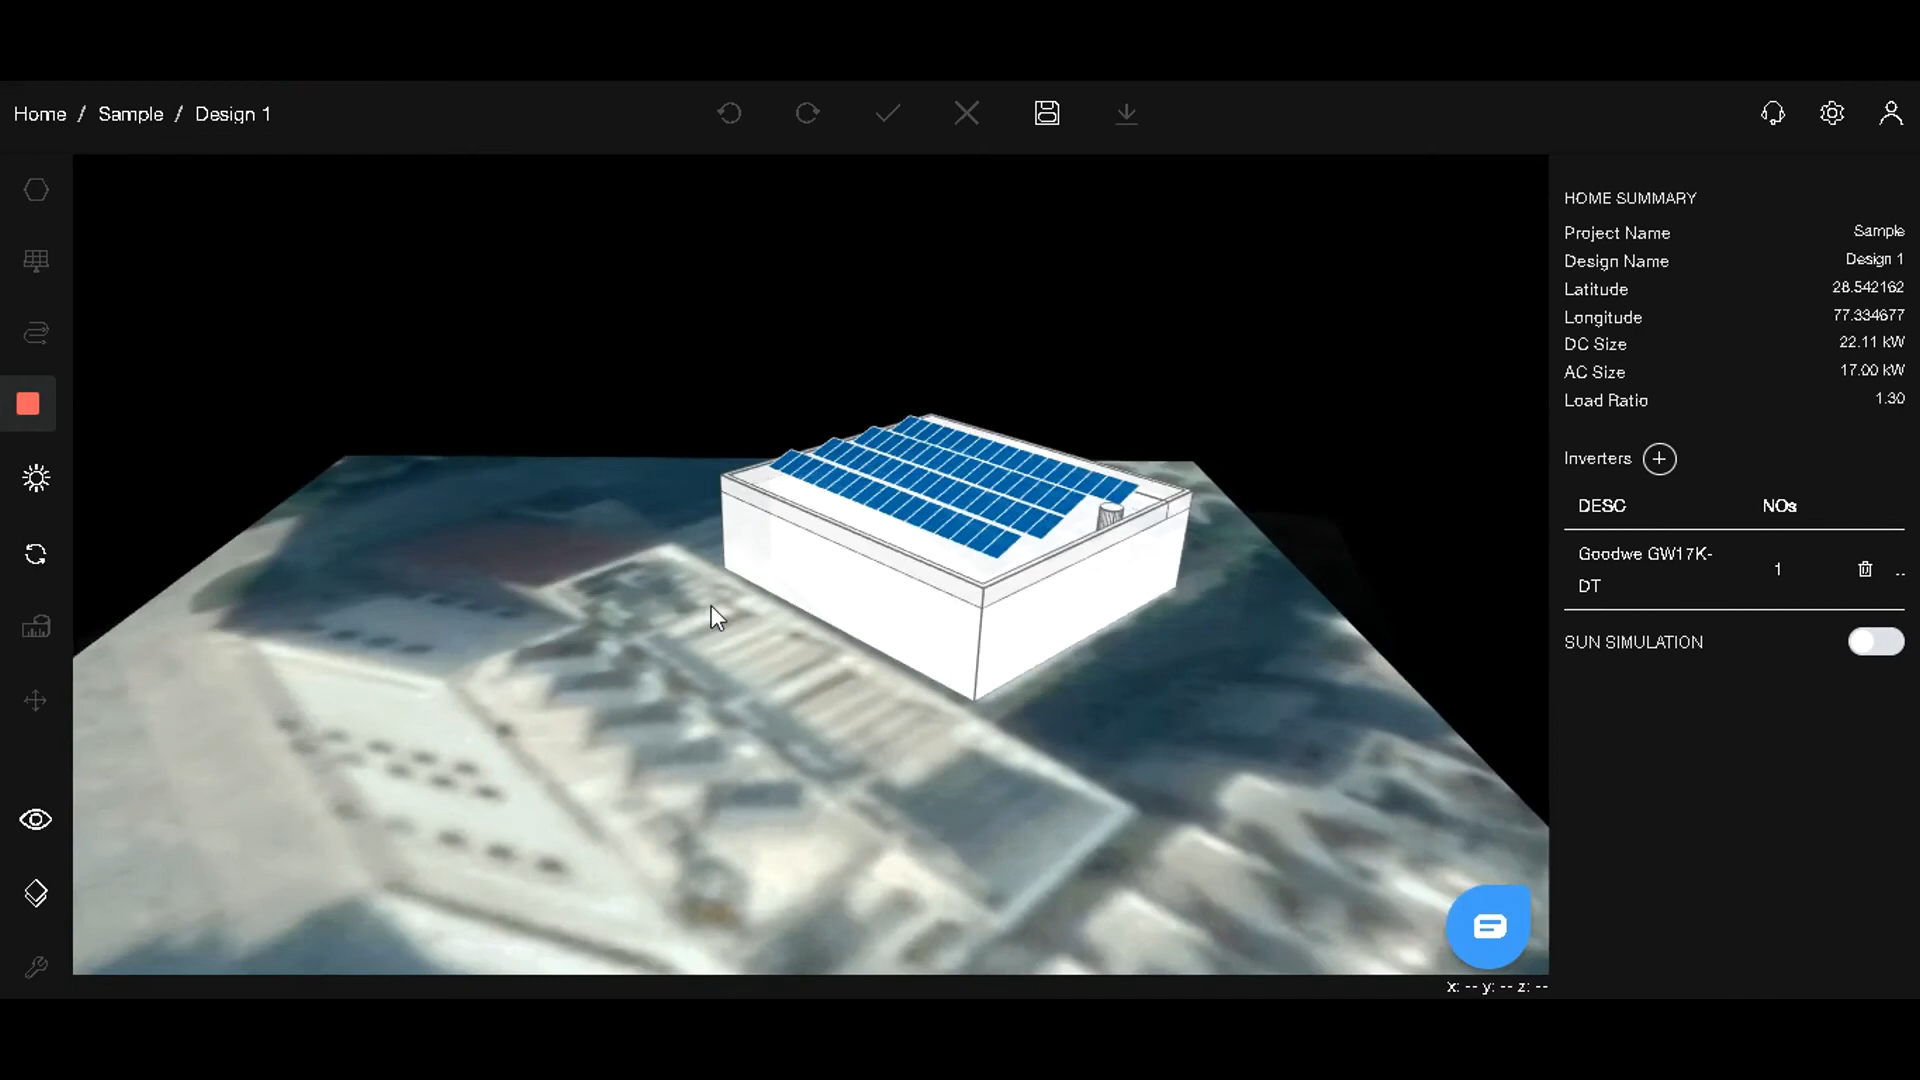 Home / Sample / Design 1
HOME SUMMARY
Project Name Sample
Design Name Design 1
Latitude 28.542162
Longitude 77.334677
DC Size 22.11 kW
AC Size 17.00 kW
Load Ratio 1.30
Inverters
DESC NOs
Goodwe GW17K-
DT 1 ..
SUN SIMULATION
x: -- y: -- z: --